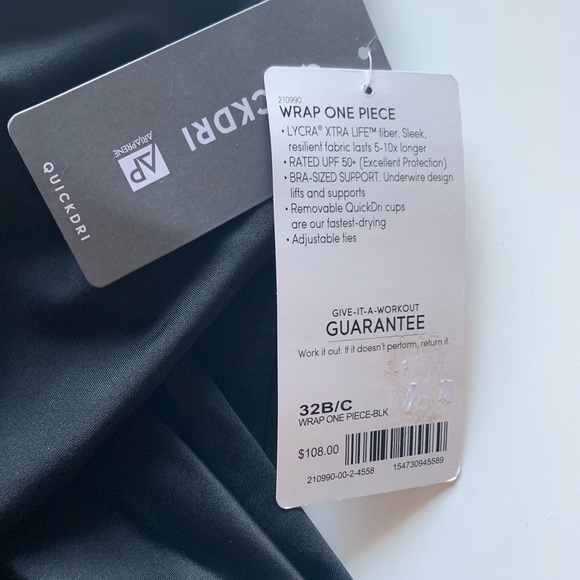 210990
WRAP ONE PIECE
• LYCRA® XTRA LIFE™ fiber. Sleek,
resilient fabric lasts 5-10x longer
• RATED UPF 50+ (Excellent Protection)
• BRA-SIZED SUPPORT. Underwire design
lifts and supports
• Removable QuickDri cups
are our fastest-drying
• Adjustable ties
GIVE-IT-A-WORKOUT
GUARANTEE
Work it out. If it doesn't perform, return it.
32B/C
WRAP ONE PIECE-BLK
$108.00
210990-00-2-4558
154730945589
CKDRI
AP
ARIAPRENE
QUICKDRI